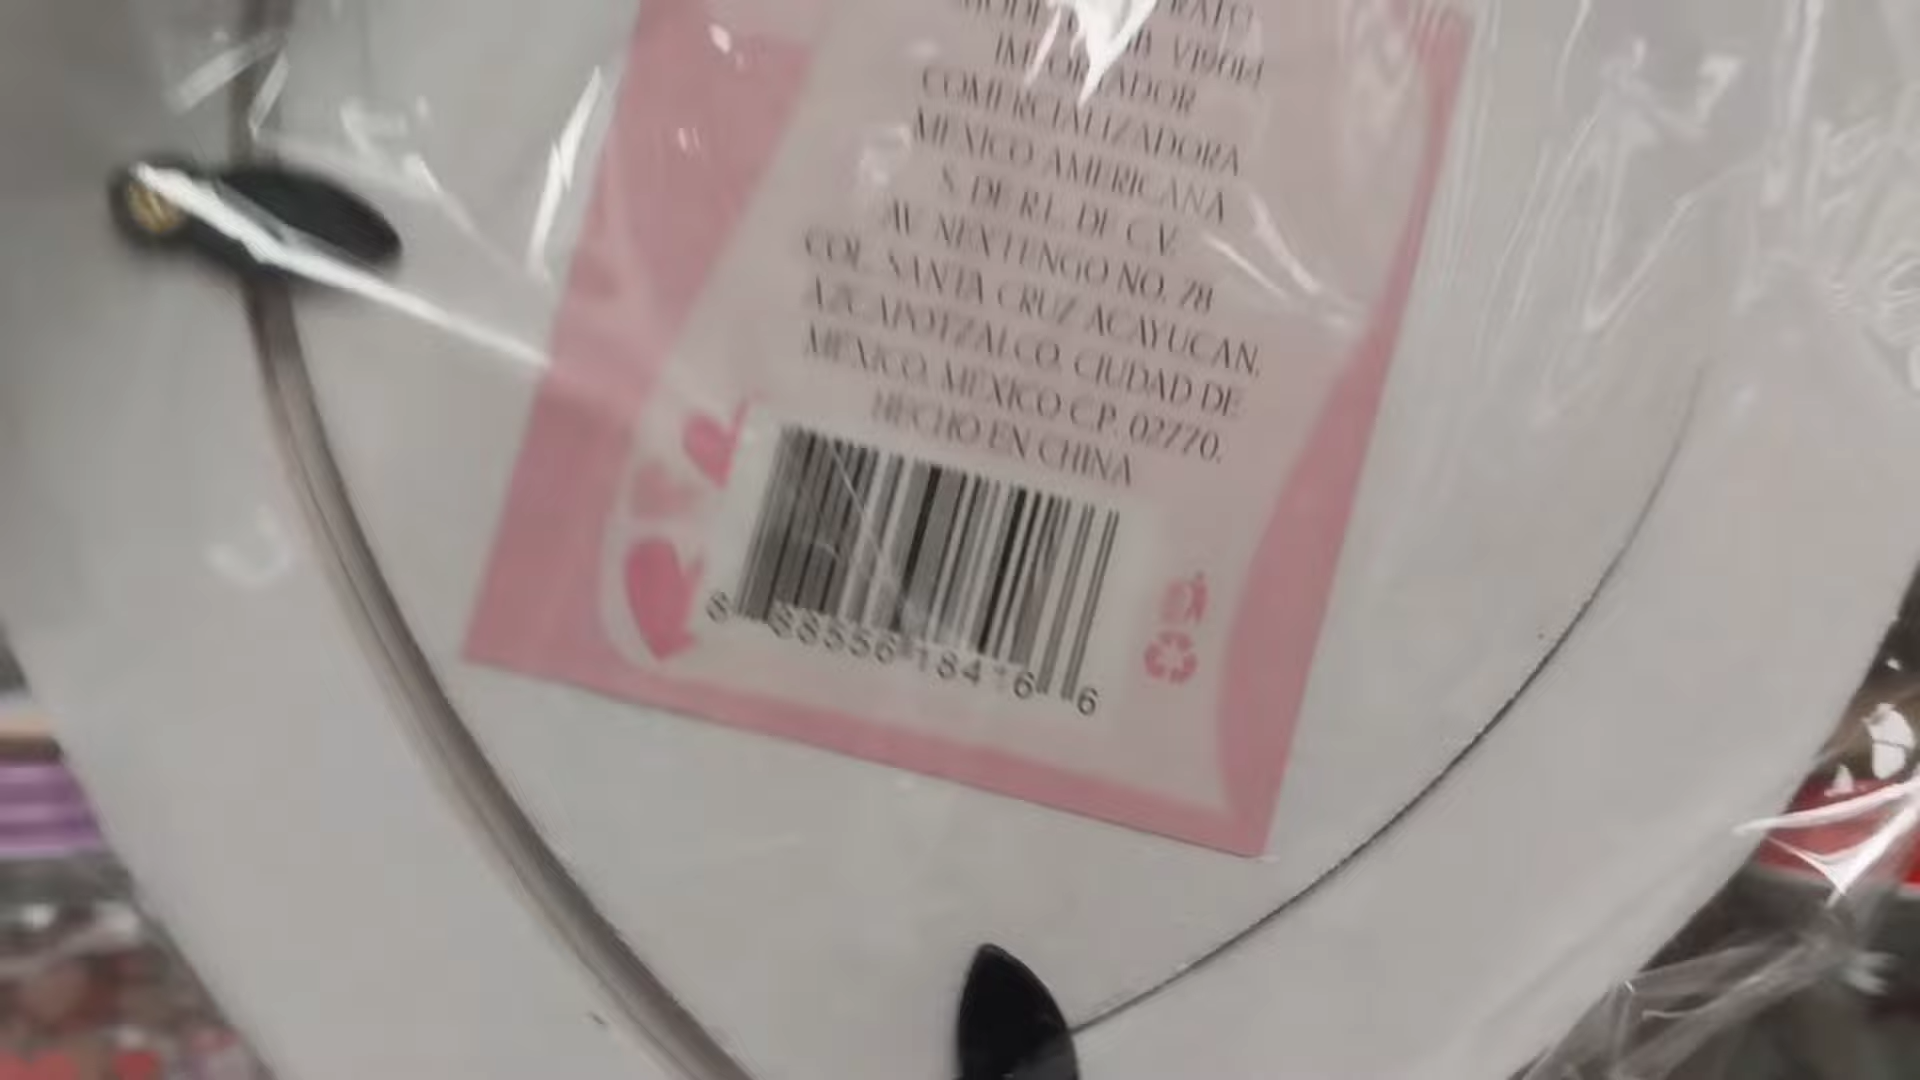 IMPORTADOR
COMERCIALIZADORA
MEXICO AMERICANA
S. DE R.L. DE C.V.
AV. NEXTENGO NO. 78
COL. SANTA CRUZ ACAYUCAN,
AZCAPOTZALCO, CIUDAD DE
MEXICO, MEXICO C.P. 02770.
HECHO EN CHINA